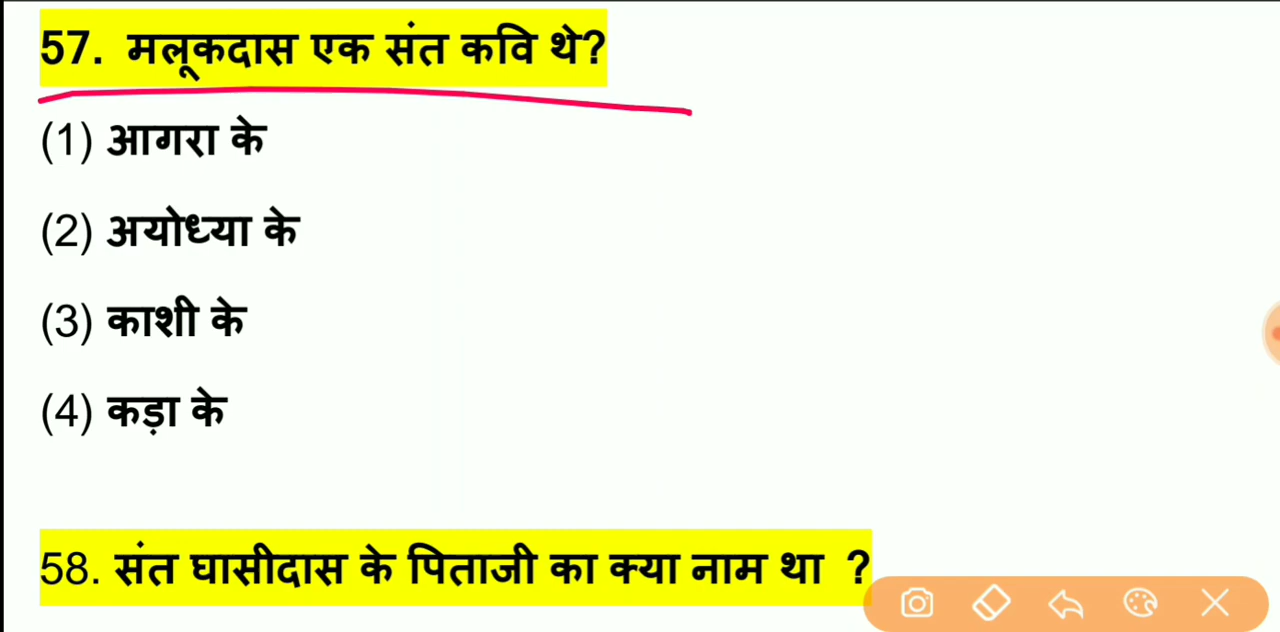 57. मलूकदास एक संत कवि थे?
(1) आगरा के
(2) अयोध्या के
(3) काशी के
(4) कड़ा के
58. संत घासीदास के पिताजी का क्या नाम था ?